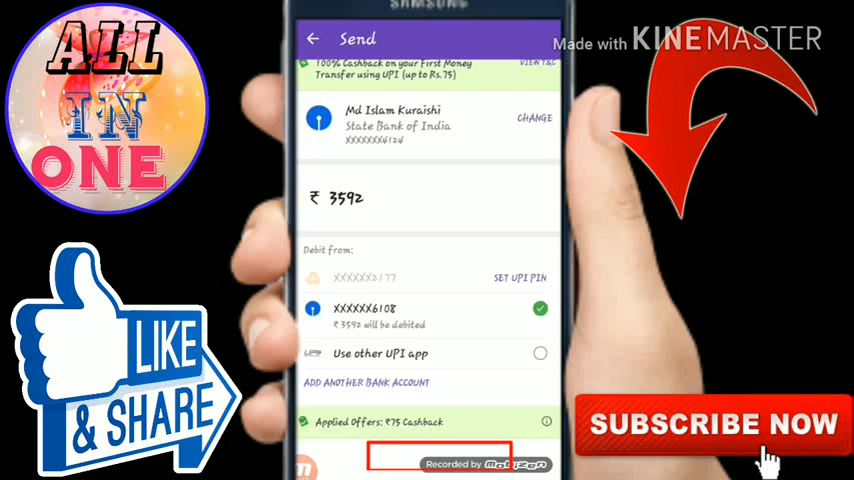 SAMSUNG
Send
Made with KINEMASTER
ALL
IN
ONE
100% Cashback on your First Money
Transfer using UPI (up to Rs.75)
VIEW T&C
Md Islam Kuraishi
State Bank of India
XXXXXXX4124
CHANGE
₹ 3592
Debit from:
XXXXXX2177
SET UPI PIN
XXXXXX6108
₹ 3592 will be debited
Use other UPI app
ADD ANOTHER BANK ACCOUNT
Applied Offers: ₹75 Cashback
Recorded by mobizen
LIKE
& SHARE
SUBSCRIBE NOW